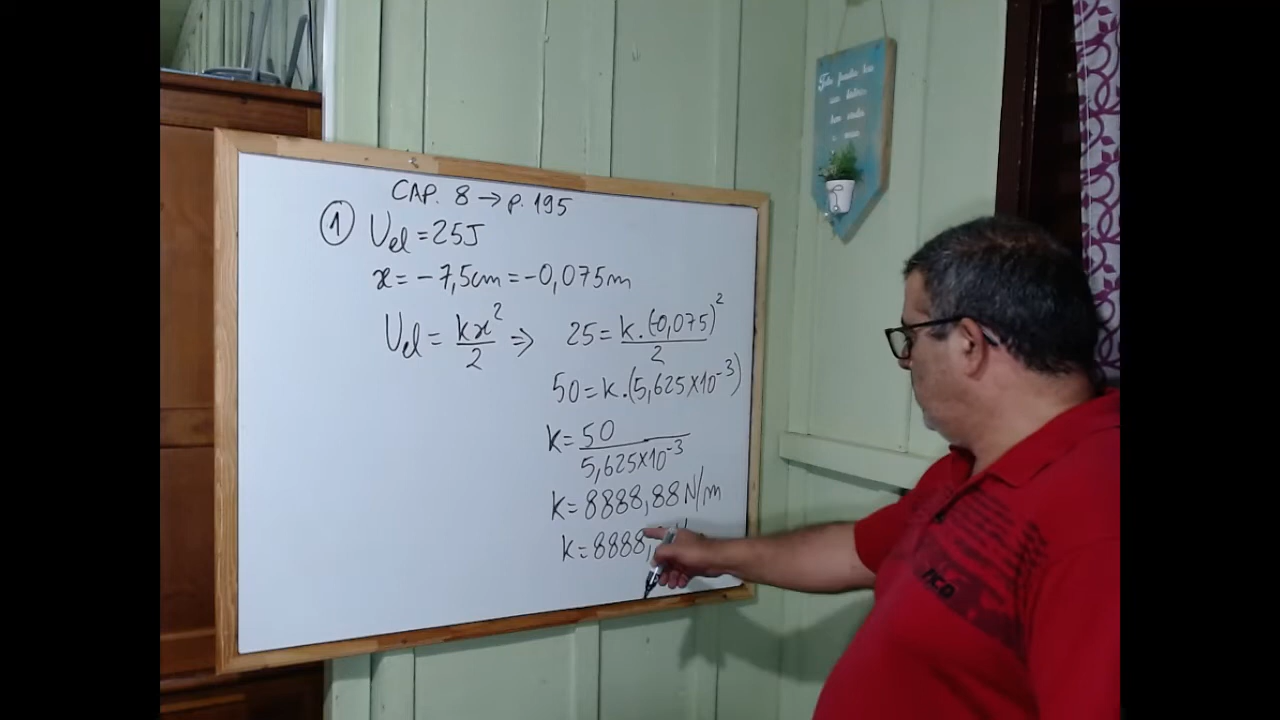 CAP. 8 → p. 195
① Uel = 25J
x = -7,5cm = -0,075m
Uel = kx²/2 ⇒ 25 = k.(-0,075)²/2
50 = k.(5,625x10⁻³)
k = 50/5,625x10⁻³
k = 8888,88 N/m
k = 8888,